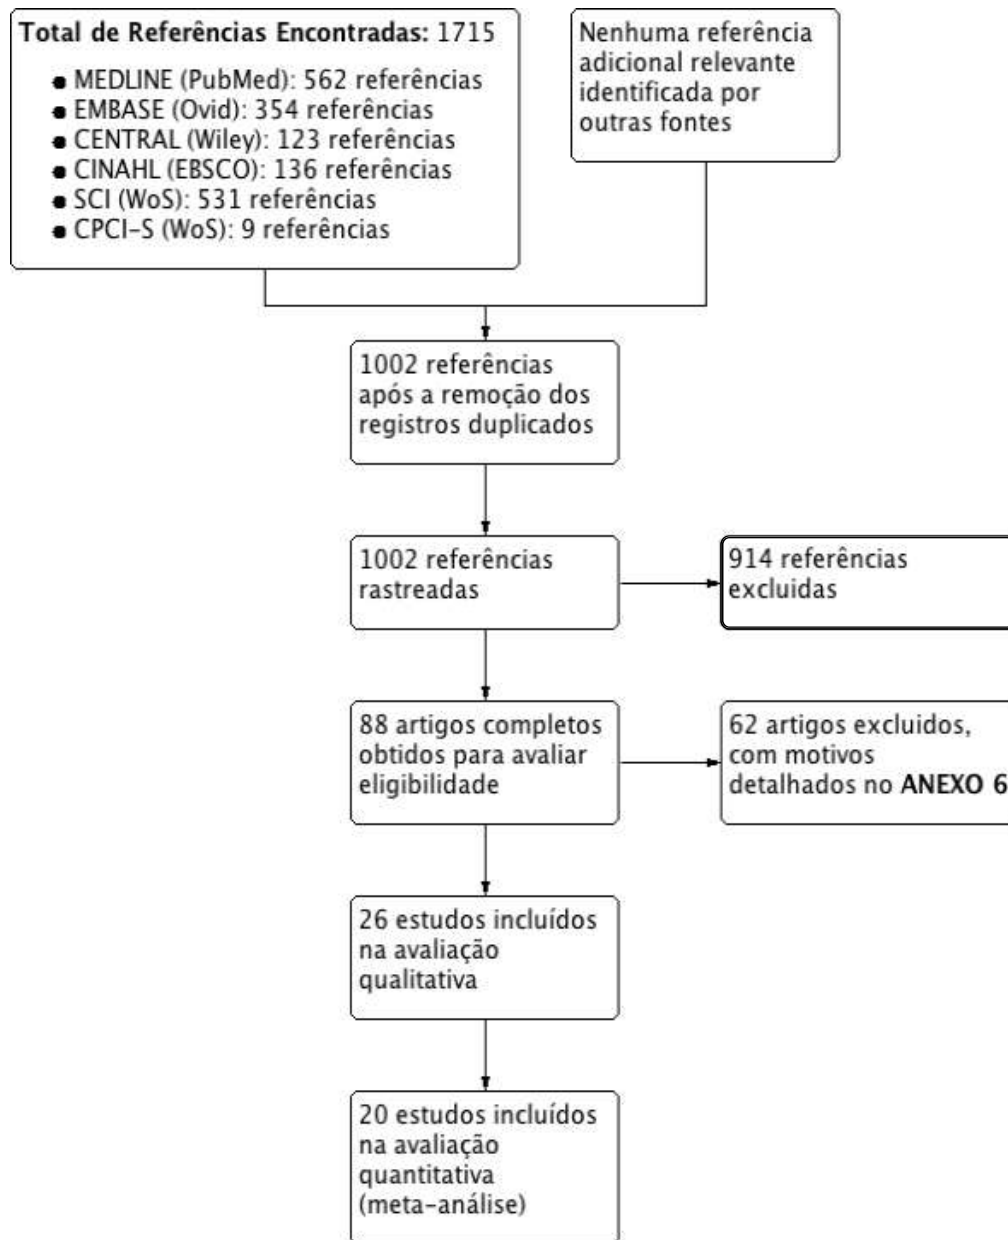 Total de Referências Encontradas: 1715
● MEDLINE (PubMed): 562 referências
● EMBASE (Ovid): 354 referências
● CENTRAL (Wiley): 123 referências
● CINAHL (EBSCO): 136 referências
● SCI (WoS): 531 referências
● CPCI-S (WoS): 9 referências
Nenhuma referência
adicional relevante
identificada por
outras fontes
1002 referências
após a remoção dos
registros duplicados
1002 referências
rastreadas
914 referências
excluidas
88 artigos completos
obtidos para avaliar
eligibilidade
62 artigos excluidos,
com motivos
detalhados no ANEXO 6
26 estudos incluídos
na avaliação
qualitativa
20 estudos incluídos
na avaliação
quantitativa
(meta-análise)